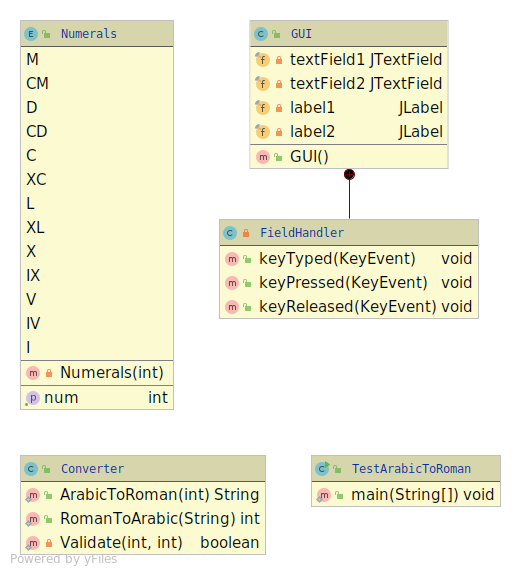 Numerals
M
CM
D
CD
C
XC
L
XL
X
IX
V
IV
I
Numerals(int)
num int
GUI
textField1 JTextField
textField2 JTextField
label1 JLabel
label2 JLabel
GUI()
FieldHandler
keyTyped(KeyEvent) void
keyPressed(KeyEvent) void
keyReleased(KeyEvent) void
Converter
ArabicToRoman(int) String
RomanToArabic(String) int
Validate(int, int) boolean
TestArabicToRoman
main(String[]) void
Powered by yFiles